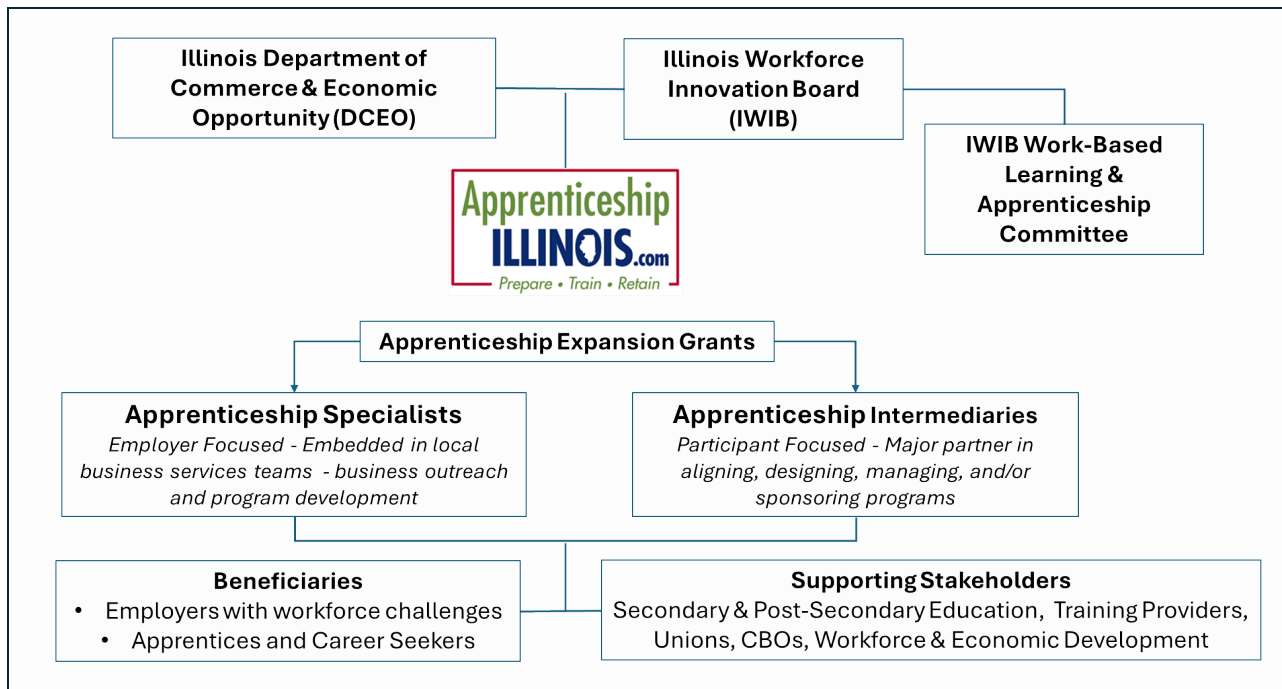 Illinois Department of
Commerce & Economic
Opportunity (DCEO)
Illinois Workforce
Innovation Board
(IWIB)
IWIB Work-Based
Learning &
Apprenticeship
Committee
Apprenticeship
ILLINOIS.com
Prepare • Train • Retain
Apprenticeship Expansion Grants
Apprenticeship Specialists
Employer Focused - Embedded in local
business services teams - business outreach
and program development
Apprenticeship Intermediaries
Participant Focused - Major partner in
aligning, designing, managing, and/or
sponsoring programs
Beneficiaries
• Employers with workforce challenges
• Apprentices and Career Seekers
Supporting Stakeholders
Secondary & Post-Secondary Education, Training Providers,
Unions, CBOs, Workforce & Economic Development